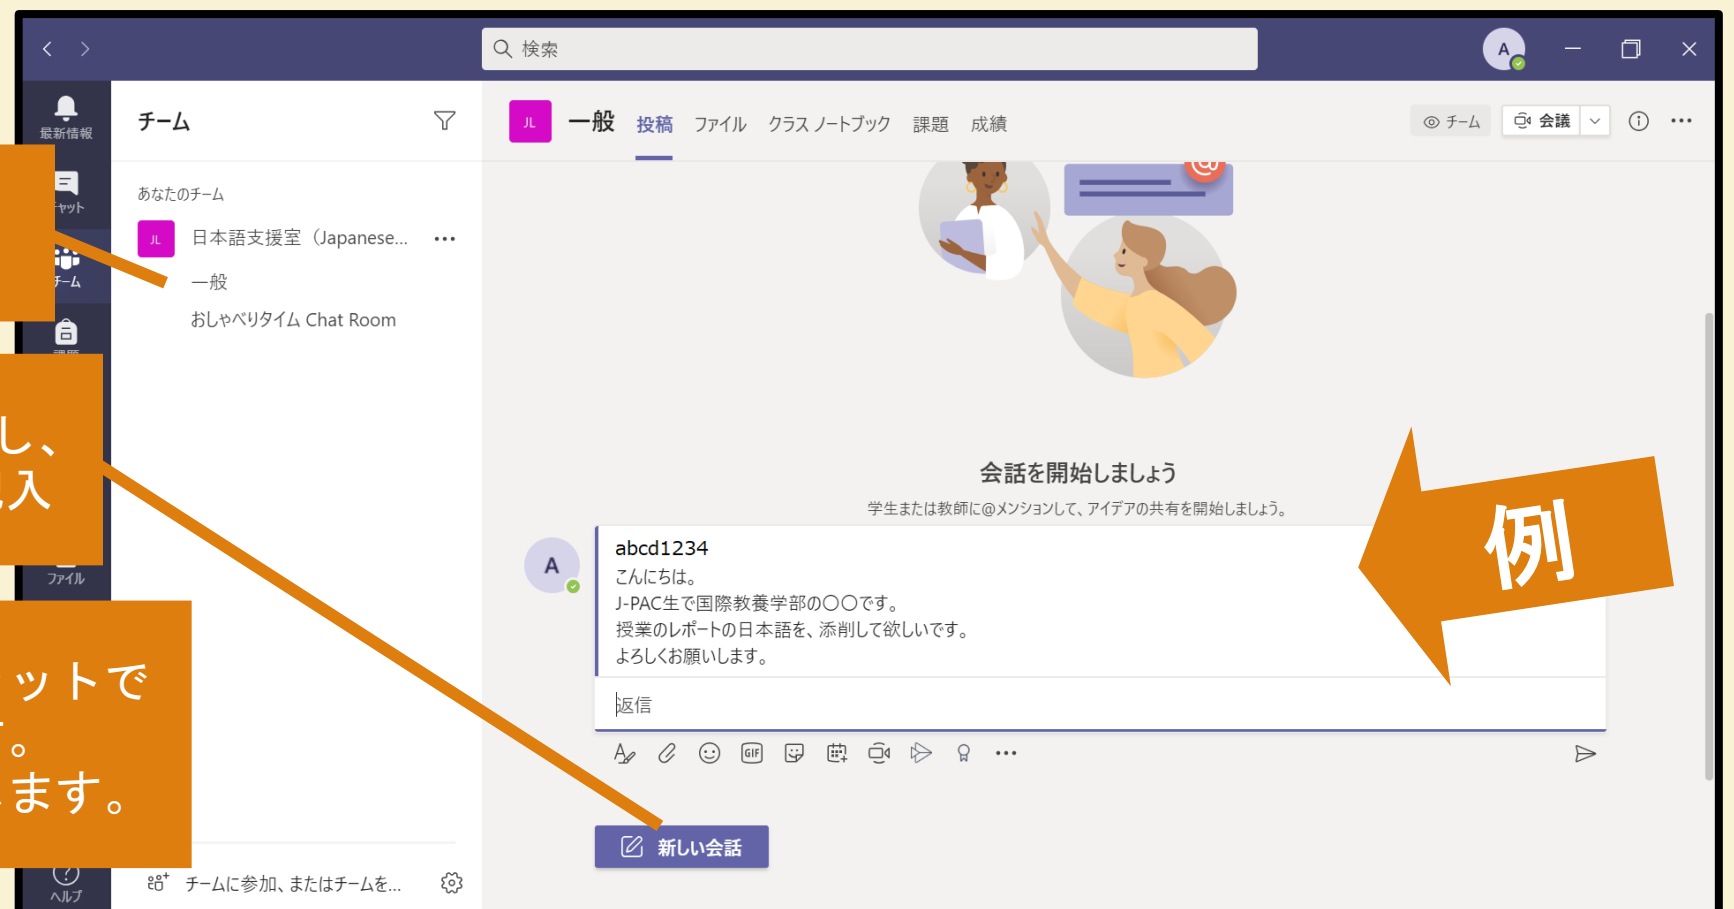 検索
A
最新情報
チーム
JL
一般
投稿
ファイル
クラス ノートブック
課題
成績
チーム
会議
あなたのチーム
JL
日本語支援室（Japanese...
一般
おしゃべりタイム Chat Room
チーム
し、
入
ファイル
ットで
。
ます。
ヘルプ
チームに参加、またはチームを...
会話を開始しましょう
学生または教師に@メンションして、アイデアの共有を開始しましょう。
A
abcd1234
こんにちは。
J-PAC生で国際教養学部の〇〇です。
授業のレポートの日本語を、添削して欲しいです。
よろしくお願いします。
返信
GIF
新しい会話
例